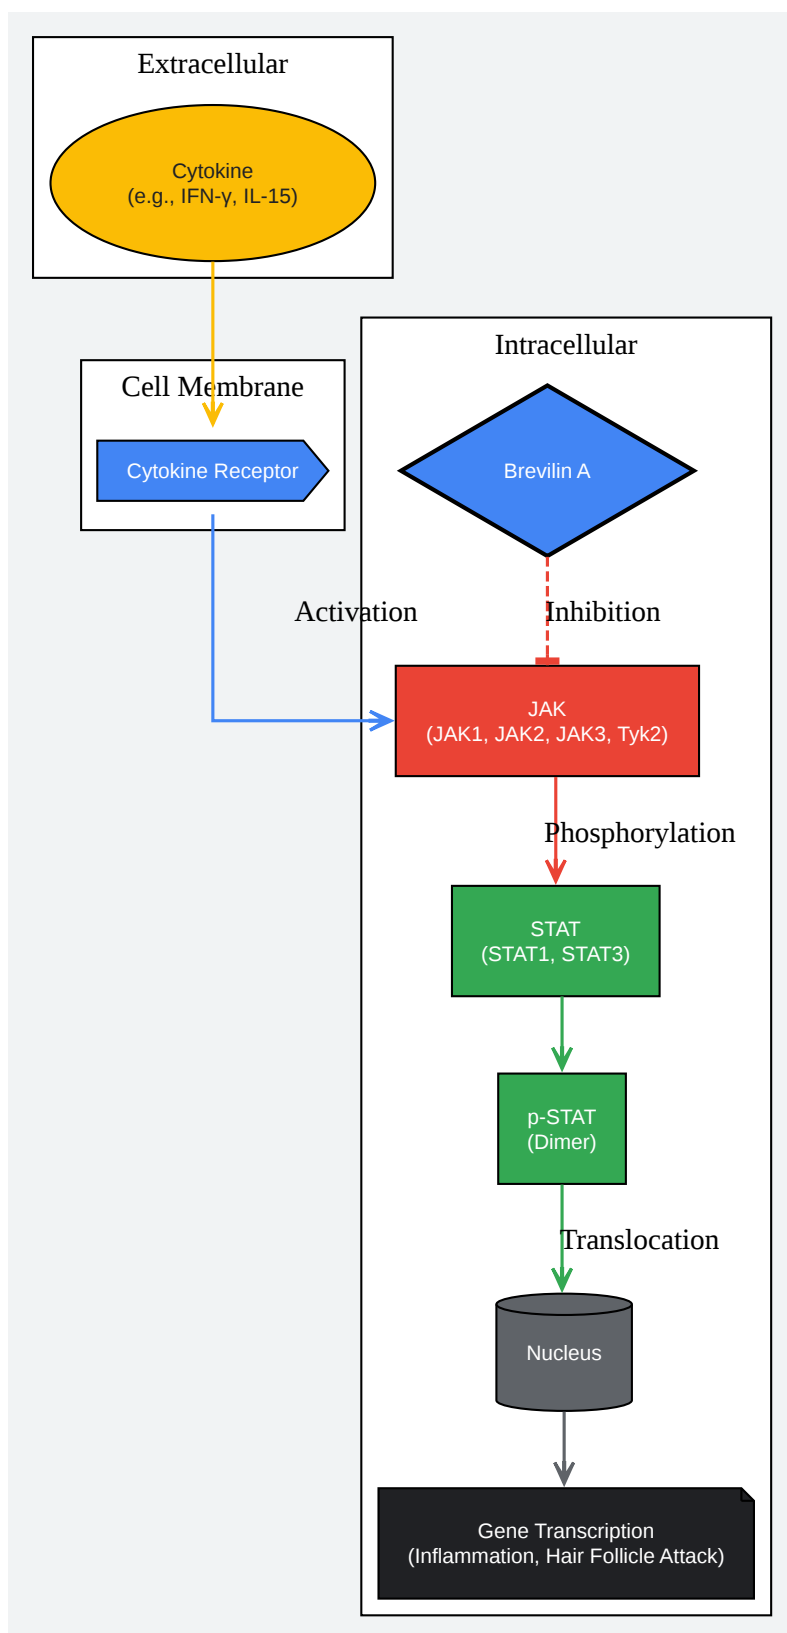 Extracellular
Cytokine
(e.g., IFN-γ, IL-15)
Cell Membrane
Cytokine Receptor
Intracellular
Brevilin A
Activation
Inhibition
JAK
(JAK1, JAK2, JAK3, Tyk2)
Phosphorylation
STAT
(STAT1, STAT3)
p-STAT
(Dimer)
Translocation
Nucleus
Gene Transcription
(Inflammation, Hair Follicle Attack)